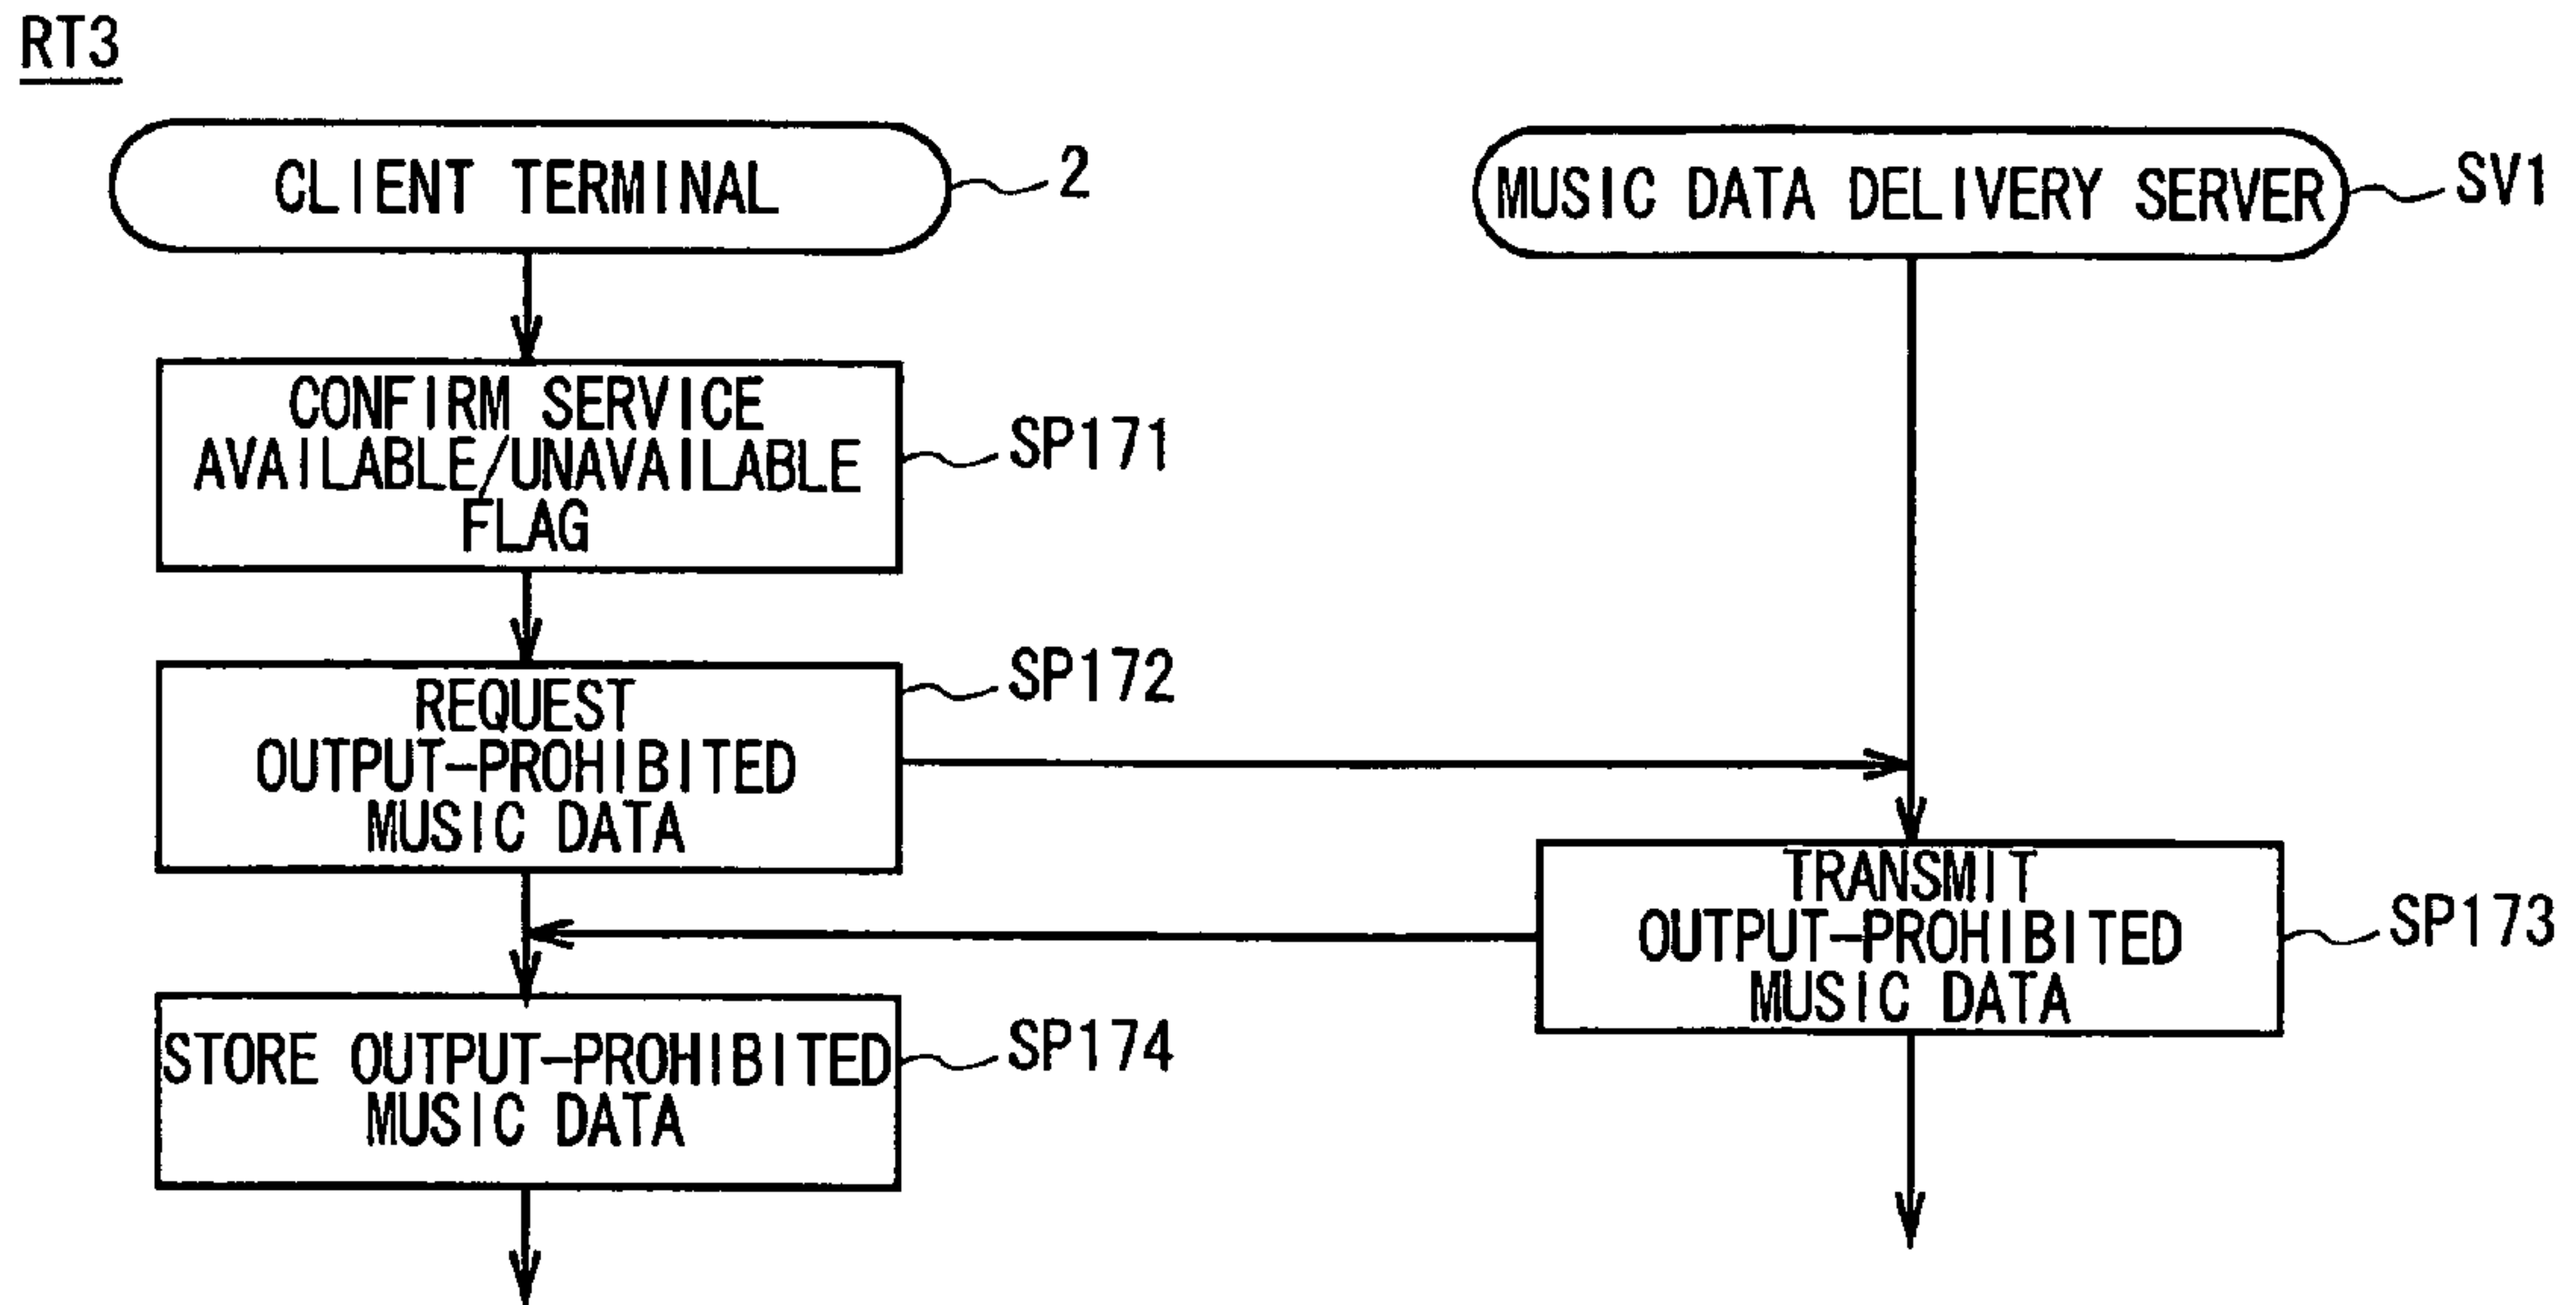 RT3
CLIENT TERMINAL
2
MUSIC DATA DELIVERY SERVER
SV1
CONFIRM SERVICE
AVAILABLE/UNAVAILABLE
FLAG
SP171
REQUEST
OUTPUT-PROHIBITED
MUSIC DATA
SP172
TRANSMIT
OUTPUT-PROHIBITED
MUSIC DATA
SP173
STORE OUTPUT-PROHIBITED
MUSIC DATA
SP174